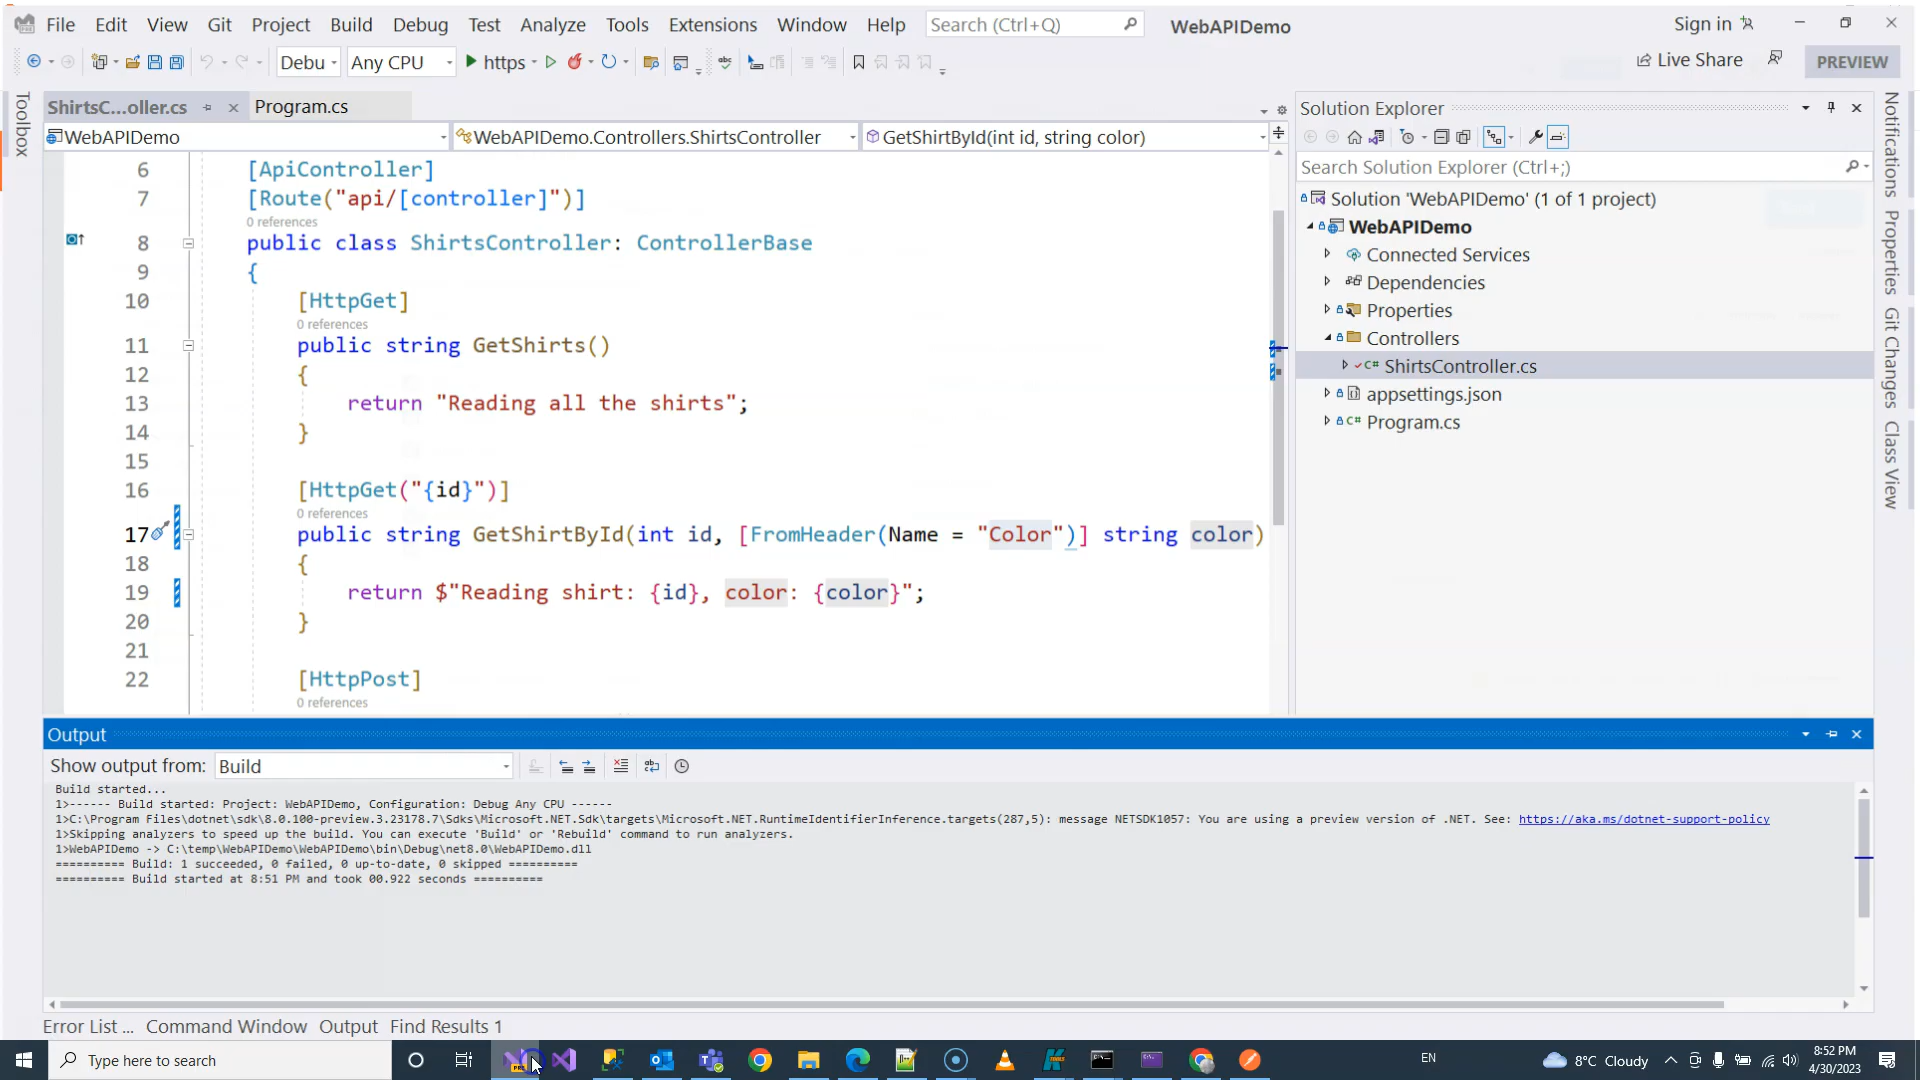 File Edit View Git Project Build Debug Test Analyze Tools Extensions Window Help Search (Ctrl+Q) WebAPIDemo Sign in
Debu Any CPU https Live Share PREVIEW
Toolbox
ShirtsC...oller.cs Program.cs
WebAPIDemo WebAPIDemo.Controllers.ShirtsController GetShirtById(int id, string color)
6 [ApiController]
7 [Route("api/[controller]")]
0 references
8 public class ShirtsController: ControllerBase
9 {
10 [HttpGet]
0 references
11 public string GetShirts()
12 {
13 return "Reading all the shirts";
14 }
15
16 [HttpGet("{id}")]
0 references
17 public string GetShirtById(int id, [FromHeader(Name = "Color")] string color)
18 {
19 return $"Reading shirt: {id}, color: {color}";
20 }
21
22 [HttpPost]
0 references
Solution Explorer
Search Solution Explorer (Ctrl+;)
Solution 'WebAPIDemo' (1 of 1 project)
WebAPIDemo
Connected Services
Dependencies
Properties
Controllers
C# ShirtsController.cs
appsettings.json
C# Program.cs
Notifications
Properties
Git Changes
Class View
Output
Show output from: Build
Build started...
1>------ Build started: Project: WebAPIDemo, Configuration: Debug Any CPU ------
1>C:\Program Files\dotnet\sdk\8.0.100-preview.3.23178.7\Sdks\Microsoft.NET.Sdk\targets\Microsoft.NET.RuntimeIdentifierInference.targets(287,5): message NETSDK1057: You are using a preview version of .NET. See: https://aka.ms/dotnet-support-policy
1>Skipping analyzers to speed up the build. You can execute 'Build' or 'Rebuild' command to run analyzers.
1>WebAPIDemo -> C:\temp\WebAPIDemo\WebAPIDemo\bin\Debug\net8.0\WebAPIDemo.dll
========== Build: 1 succeeded, 0 failed, 0 up-to-date, 0 skipped ==========
========== Build started at 8:51 PM and took 00.922 seconds ==========
Error List ... Command Window Output Find Results 1
Type here to search
EN
8°C Cloudy
8:52 PM
4/30/2023